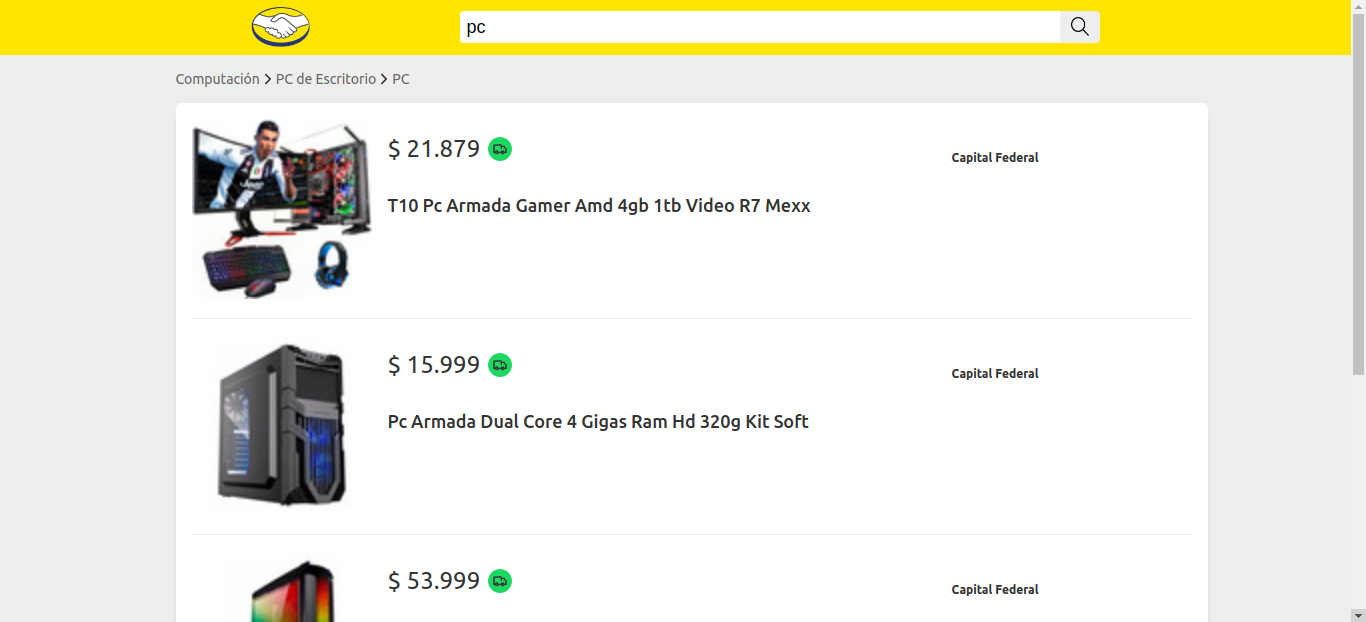 pc
Computación > PC de Escritorio > PC
$ 21.879
Capital Federal
T10 Pc Armada Gamer Amd 4gb 1tb Video R7 Mexx
$ 15.999
Capital Federal
Pc Armada Dual Core 4 Gigas Ram Hd 320g Kit Soft
$ 53.999
Capital Federal